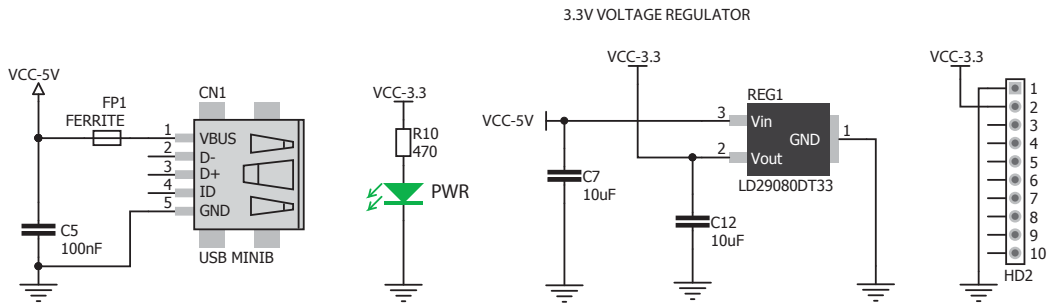 3.3V VOLTAGE REGULATOR
VCC-5V
FP1
FERRITE
C5
100nF
CN1
1 VBUS
2 D-
3 D+
4 ID
5 GND
USB MINIB
VCC-3.3
R10
470
PWR
VCC-5V
C7
10uF
VCC-3.3
C12
10uF
REG1
3 Vin
GND 1
2 Vout
LD29080DT33
VCC-3.3
1
2
3
4
5
6
7
8
9
10
HD2